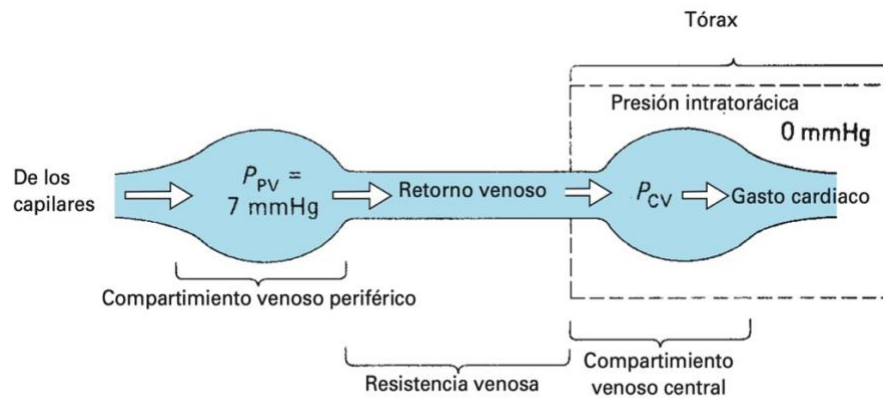 Tórax
Presión intratorácica
0 mmHg
De los
capilares
P_PV =
7 mmHg
Retorno venoso
P_CV
Gasto cardiaco
Compartimiento venoso periférico
Resistencia venosa
Compartimiento
venoso central